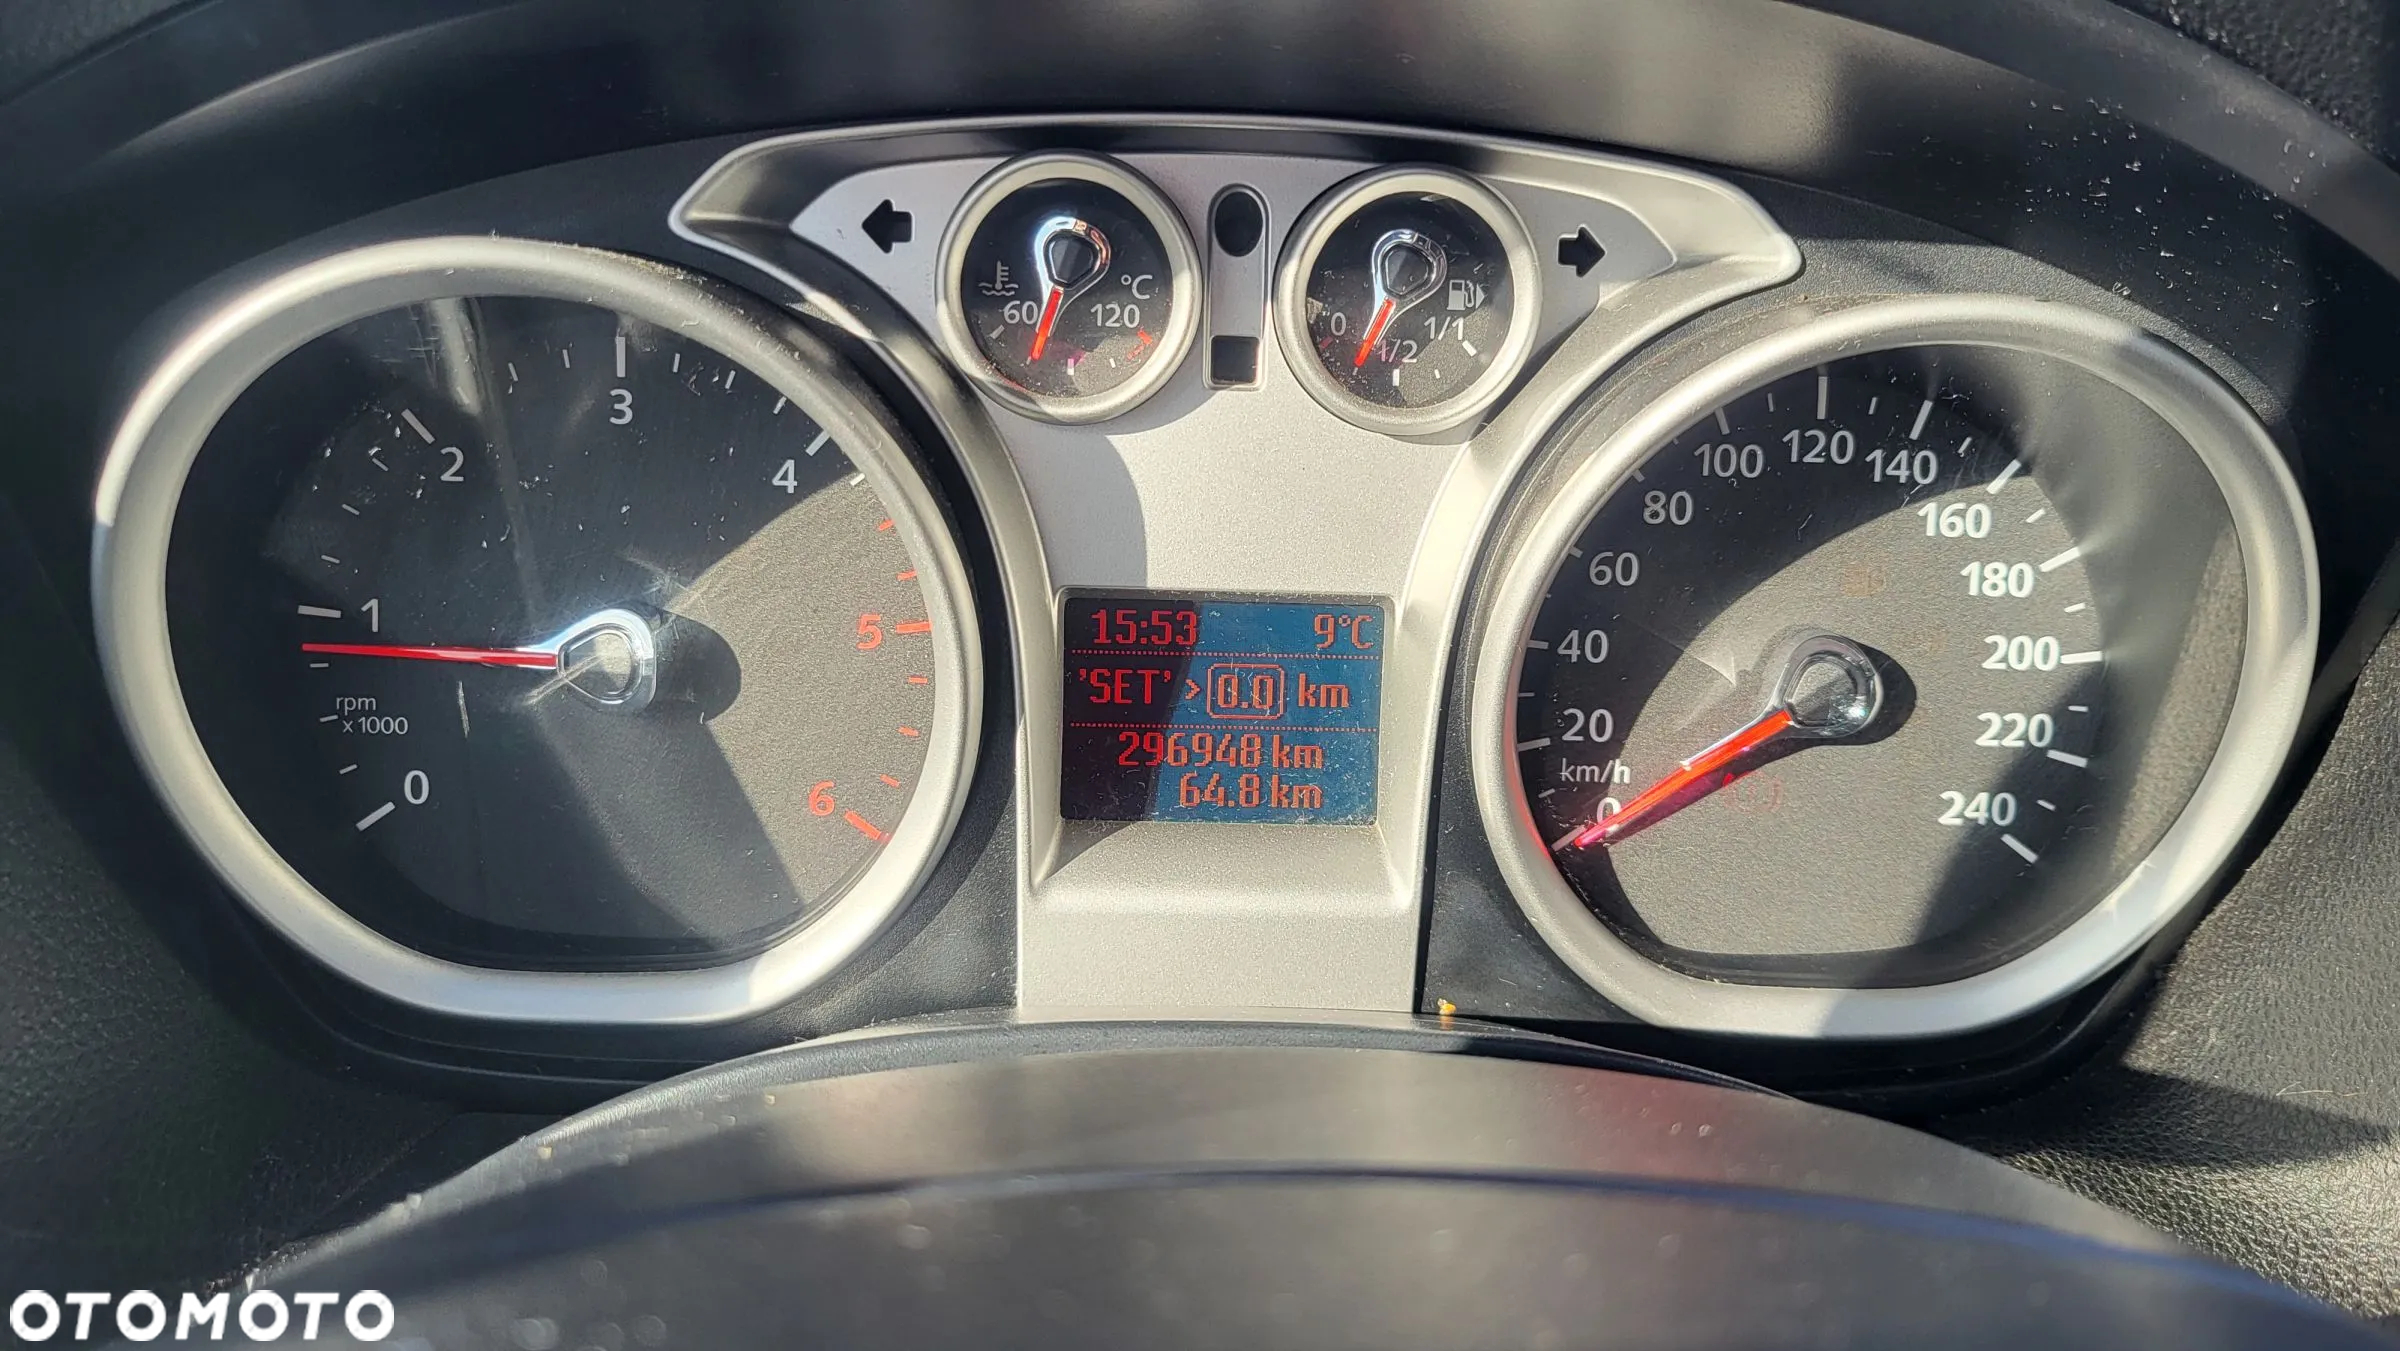 60 120 °C
0 1/2 1/1
0 1 2 3 4 5 6
rpm
x 1000
15:53 9°C
'SET' > 0.0 km
296948 km
64.8 km
0 20 40 60 80 100 120 140 160 180 200 220 240
km/h
OTOMOTO